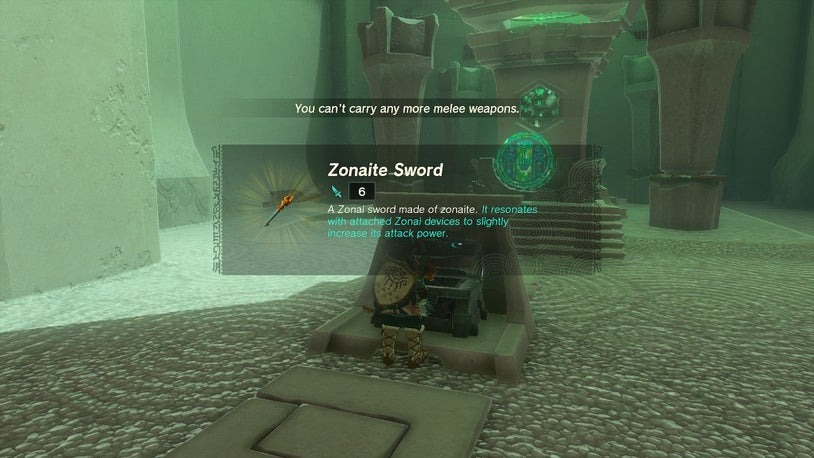 You can't carry any more melee weapons.
Zonaite Sword
6
A Zonai sword made of zonaite. It resonates
with attached Zonai devices to slightly
increase its attack power.